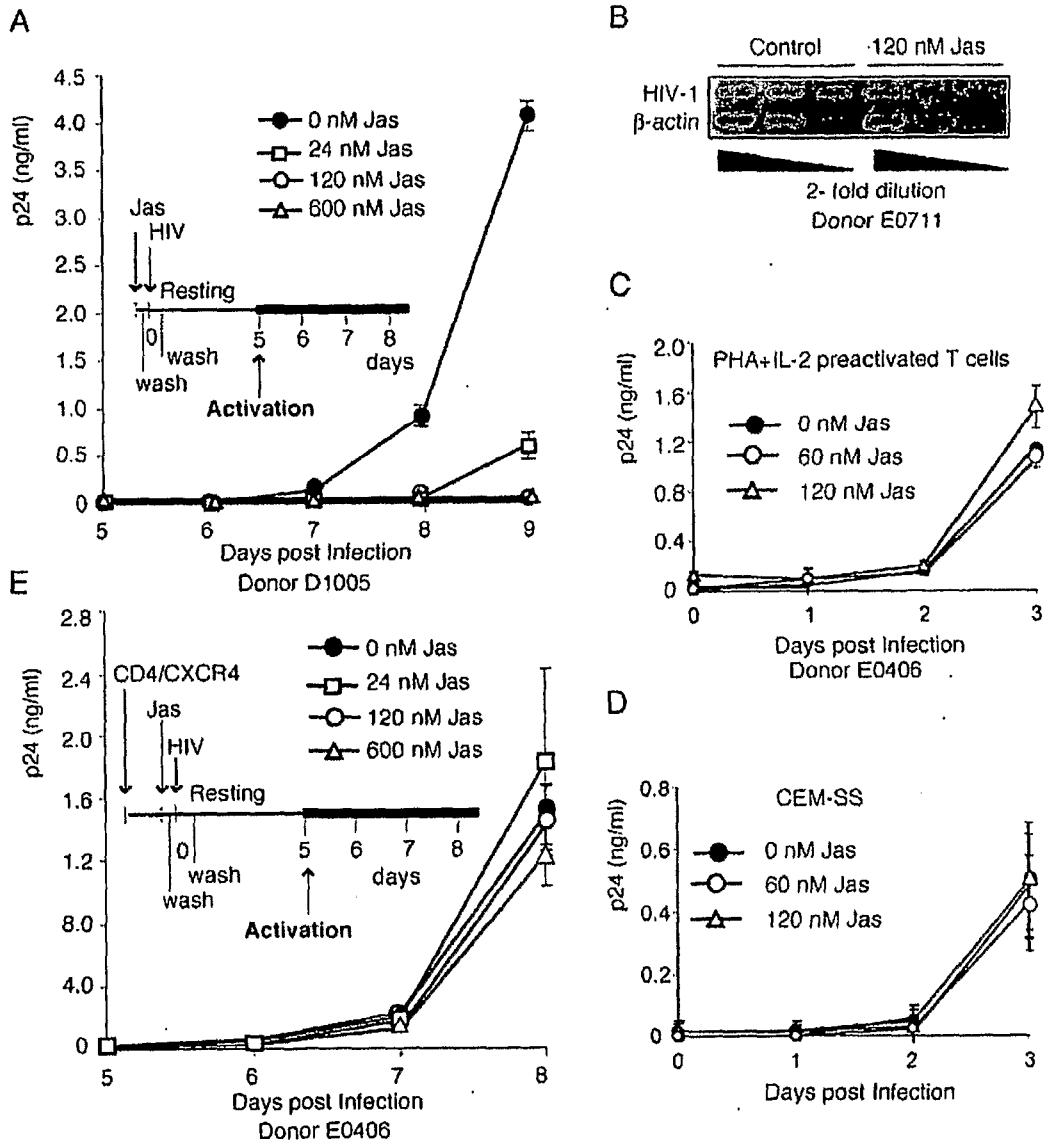 A
4.5
4.0
3.5
3.0
2.5
2.0
1.5
1.0
0.5
0
p24 (ng/ml)
0 nM Jas
24 nM Jas
120 nM Jas
600 nM Jas
Jas
HIV
Resting
0
wash
wash
5
6
7
8
days
Activation
5
6
7
8
9
Days post Infection
Donor D1005
B
Control
120 nM Jas
HIV-1
β-actin
2- fold dilution
Donor E0711
C
2.0
1.6
1.2
0.8
0.4
0
p24 (ng/ml)
PHA+IL-2 preactivated T cells
0 nM Jas
60 nM Jas
120 nM Jas
0
1
2
3
Days post Infection
Donor E0406
D
0.8
0.6
0.4
0.2
0
p24 (ng/ml)
CEM-SS
0 nM Jas
60 nM Jas
120 nM Jas
0
1
2
3
Days post Infection
E
2.8
2.4
2.0
1.6
1.2
8.0
4.0
0
p24 (ng/ml)
0 nM Jas
24 nM Jas
120 nM Jas
600 nM Jas
CD4/CXCR4
Jas
HIV
Resting
0
wash
wash
5
6
7
8
days
Activation
5
6
7
8
Days post Infection
Donor E0406